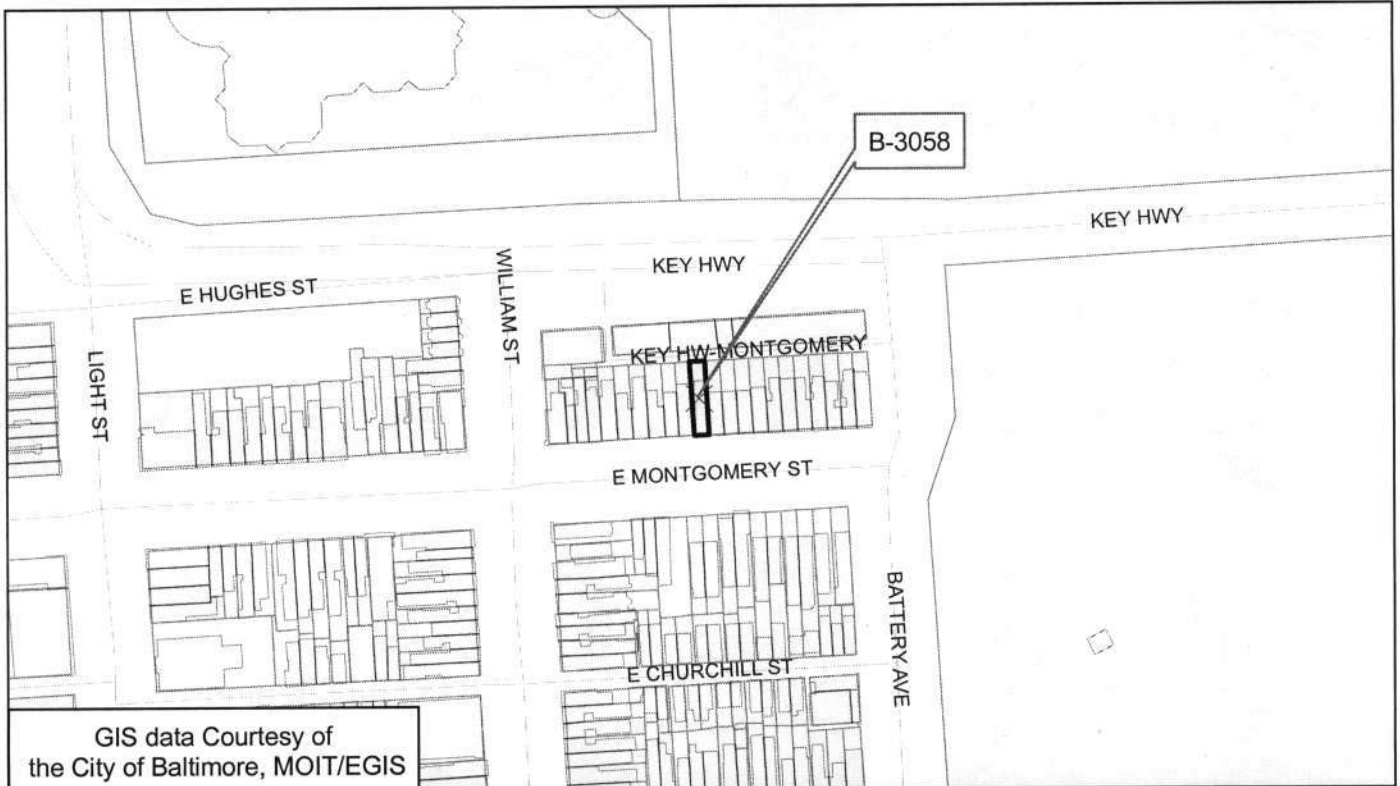 B-3058
KEY HWY
KEY HWY
E HUGHES ST
WILLIAM ST
LIGHT ST
KEY HW-MONTGOMERY
E MONTGOMERY ST
BATTERY AVE
E CHURCHILL ST
GIS data Courtesy of
the City of Baltimore, MOIT/EGIS